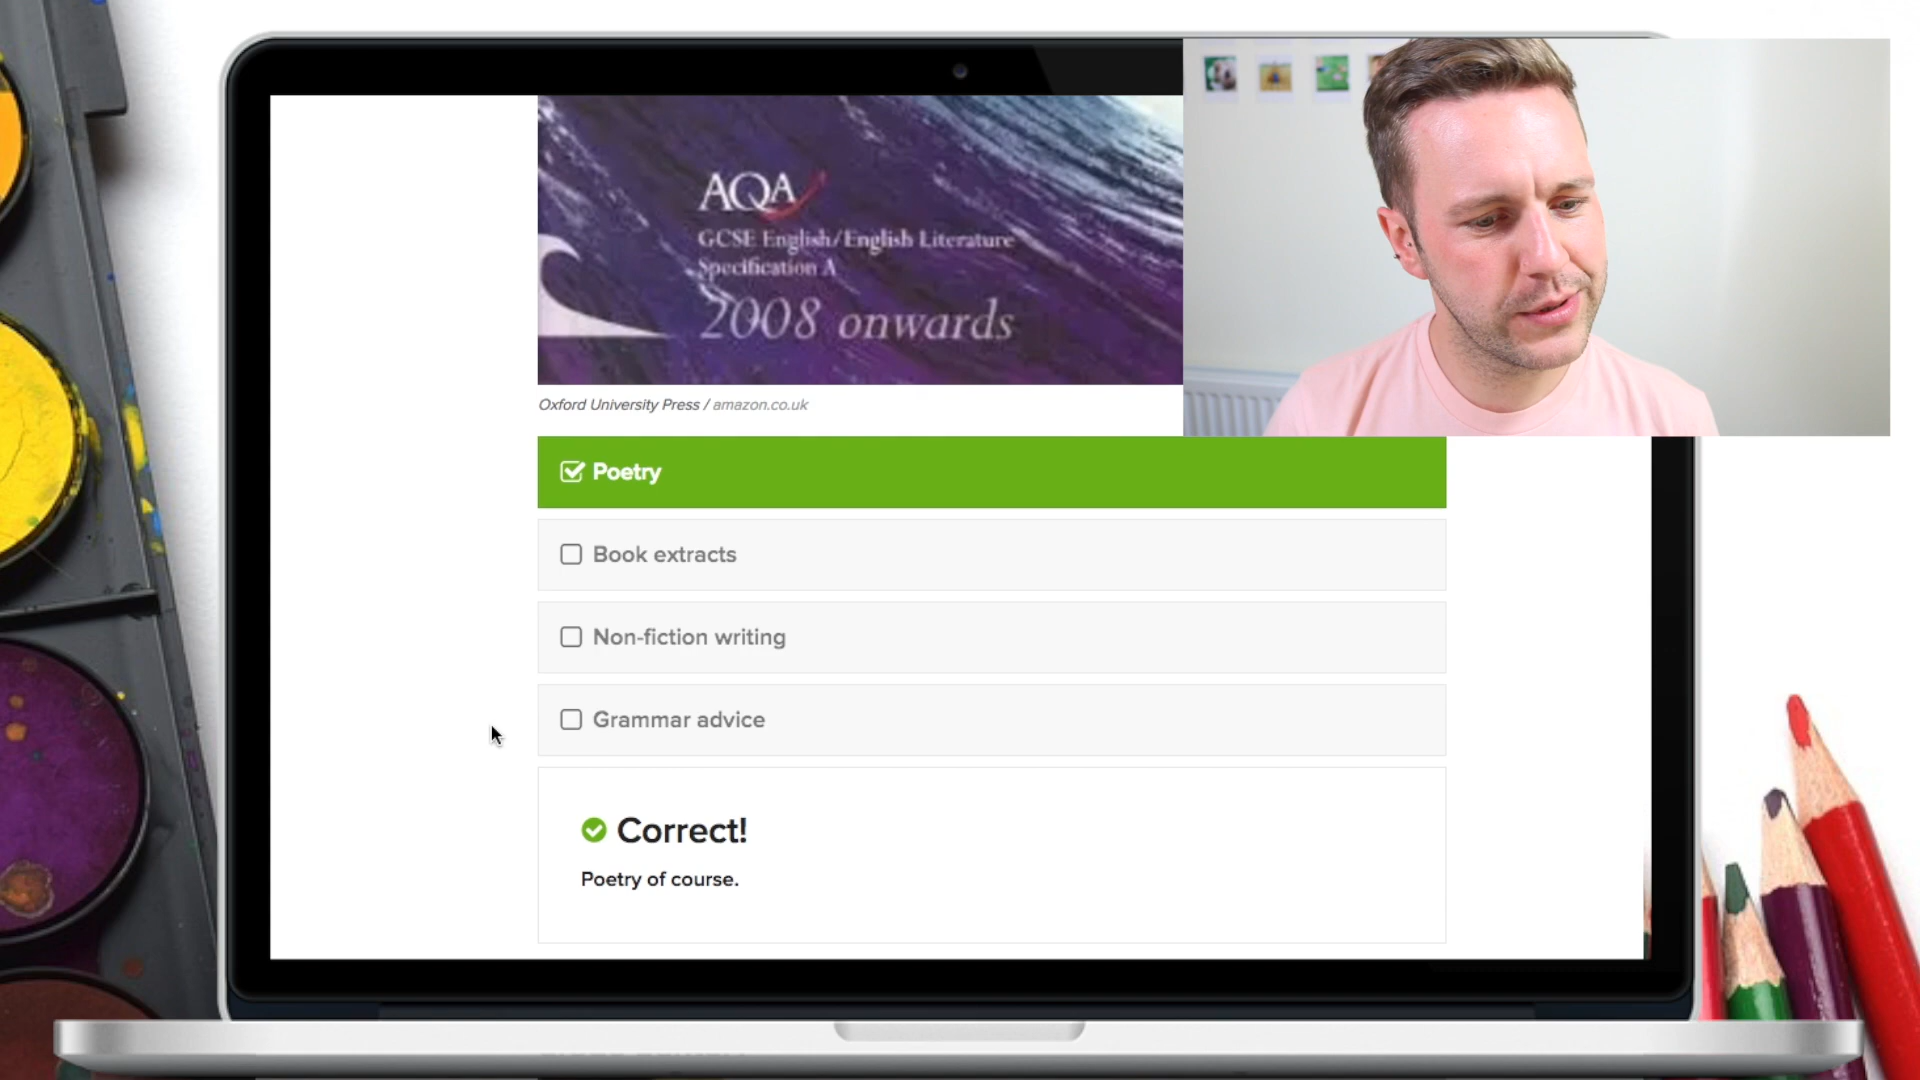 AQA
GCSE English/English Literature
Specification A
2008 onwards
Oxford University Press / amazon.co.uk
Poetry
Book extracts
Non-fiction writing
Grammar advice
Correct!
Poetry of course.